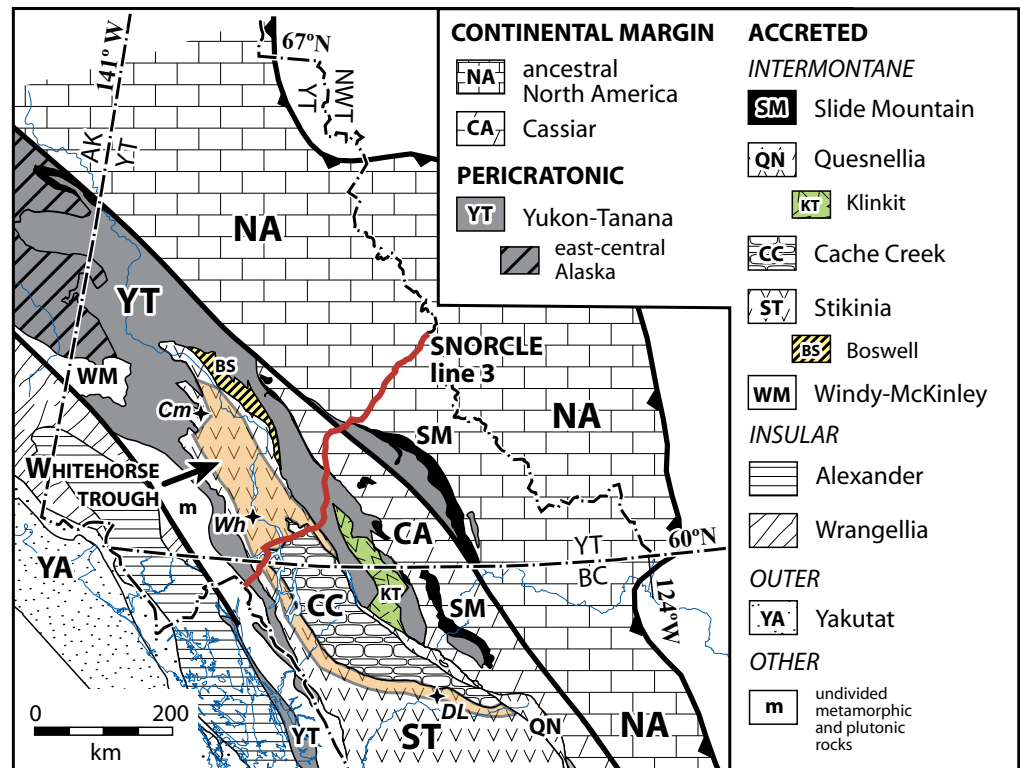 141º W
67ºN
NWT
YT
AK
YT
NA
YT
WM
BS
Cm
SNORCLE
line 3
NA
SM
WHITEHORSE
TROUGH
m
Wh
CA
YT
60ºN
BC
YA
CC
KT
SM
124ºW
0 200
km
DL
YT
ST
QN
NA
CONTINENTAL MARGIN
NA ancestral
North America
CA Cassiar
PERICRATONIC
YT Yukon-Tanana
east-central
Alaska
ACCRETED
INTERMONTANE
SM Slide Mountain
QN Quesnellia
KT Klinkit
CC Cache Creek
ST Stikinia
BS Boswell
WM Windy-McKinley
INSULAR
Alexander
Wrangellia
OUTER
YA Yakutat
OTHER
m undivided
metamorphic
and plutonic
rocks